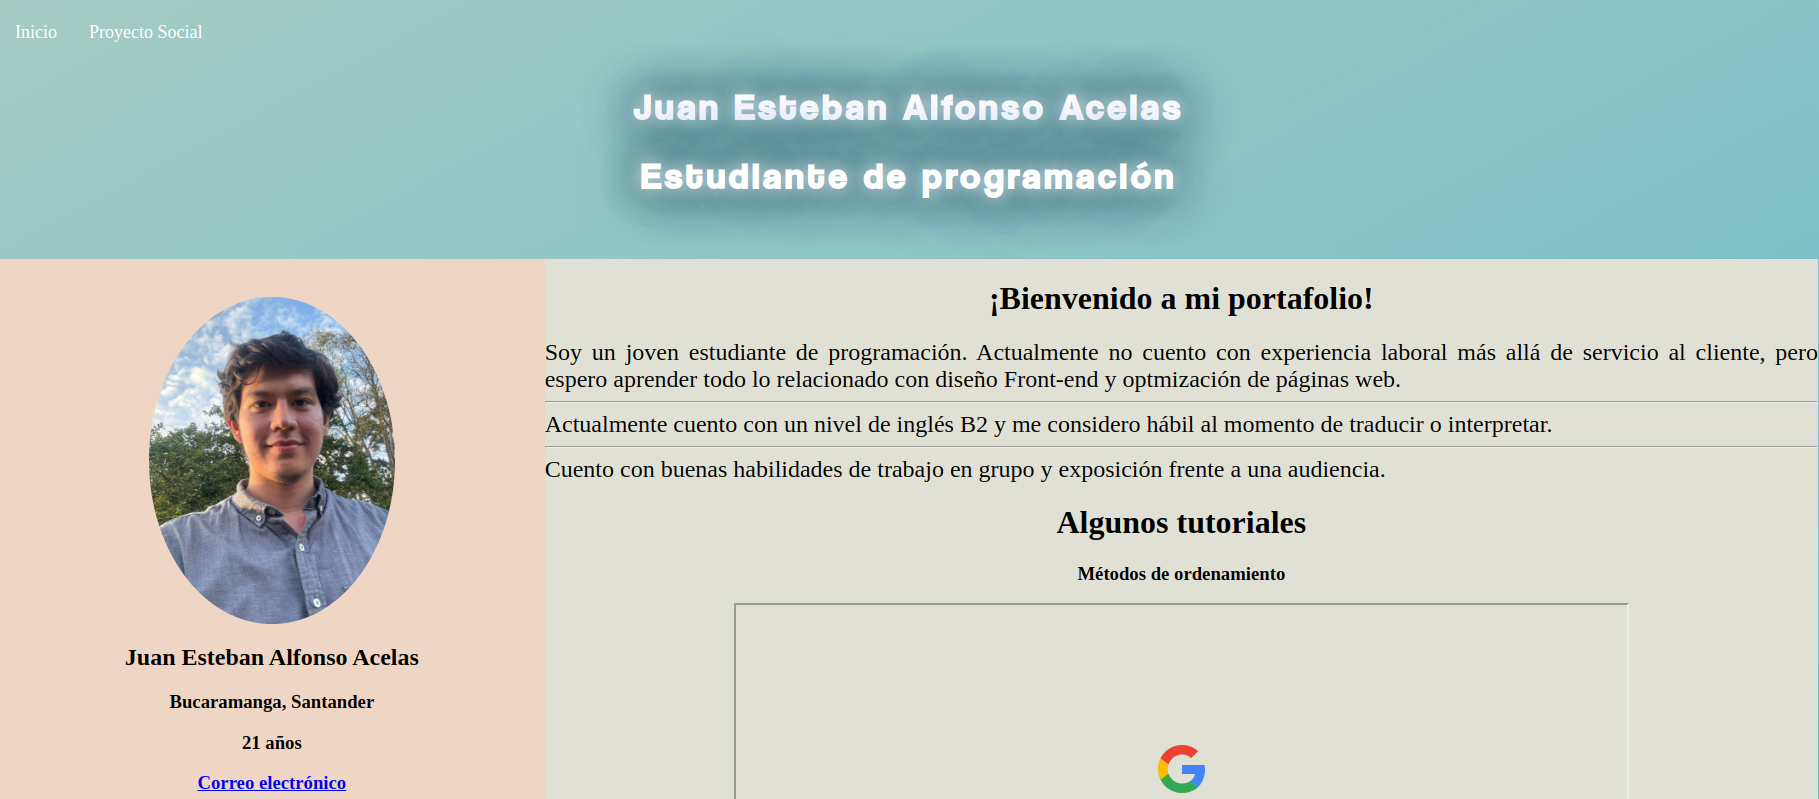 Inicio Proyecto Social
Juan Esteban Alfonso Acelas
Estudiante de programación
Juan Esteban Alfonso Acelas
Bucaramanga, Santander
21 años
Correo electrónico
¡Bienvenido a mi portafolio!
Soy un joven estudiante de programación. Actualmente no cuento con experiencia laboral más allá de servicio al cliente, pero
espero aprender todo lo relacionado con diseño Front-end y optmización de páginas web.
Actualmente cuento con un nivel de inglés B2 y me considero hábil al momento de traducir o interpretar.
Cuento con buenas habilidades de trabajo en grupo y exposición frente a una audiencia.
Algunos tutoriales
Métodos de ordenamiento